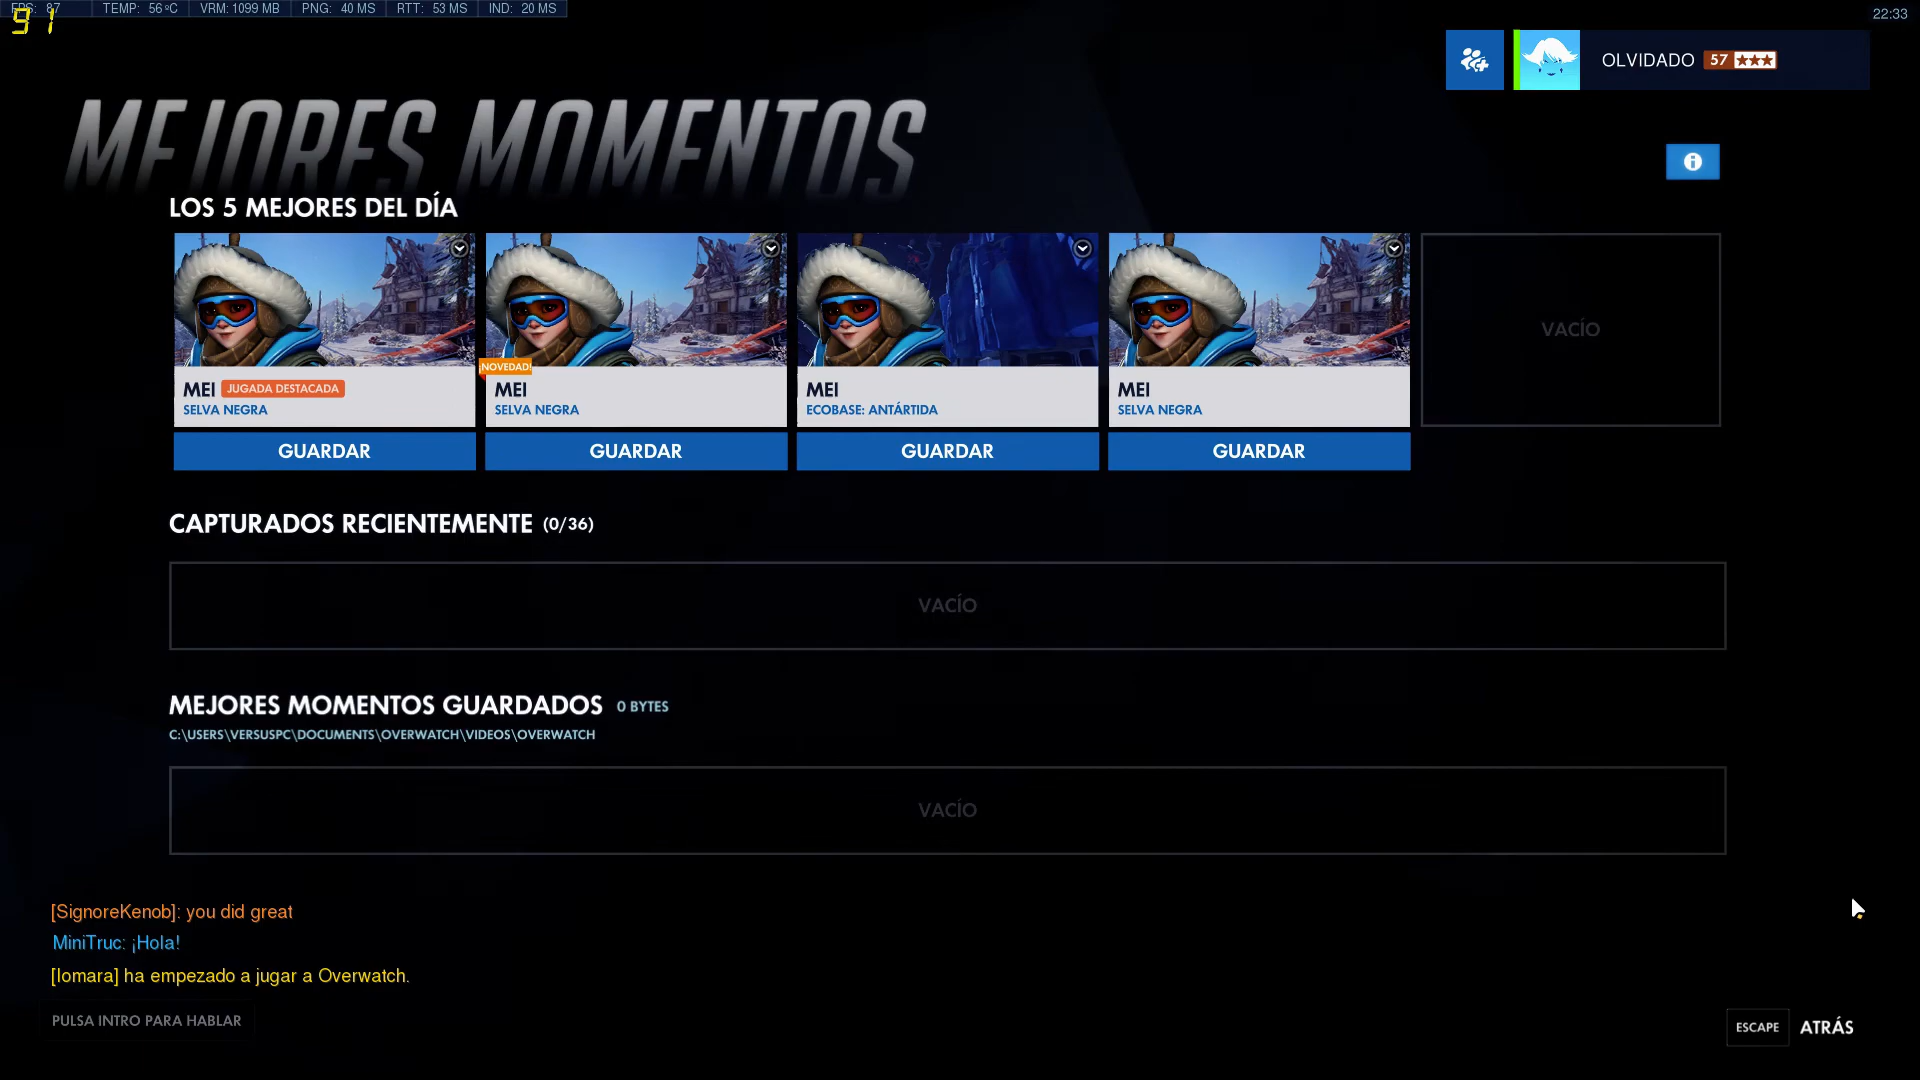 FPS: 87 TEMP: 56 ºC VRM: 1099 MB PNG: 40 MS RTT: 53 MS IND: 20 MS
91
22:33
OLVIDADO 57
MEJORES MOMENTOS
LOS 5 MEJORES DEL DÍA
MEI JUGADA DESTACADA
SELVA NEGRA
GUARDAR
¡NOVEDAD!
MEI
SELVA NEGRA
GUARDAR
MEI
ECOBASE: ANTÁRTIDA
GUARDAR
MEI
SELVA NEGRA
GUARDAR
VACÍO
CAPTURADOS RECIENTEMENTE (0/36)
VACÍO
MEJORES MOMENTOS GUARDADOS 0 BYTES
C:\USERS\VERSUSPC\DOCUMENTS\OVERWATCH\VIDEOS\OVERWATCH
VACÍO
[SignoreKenob]: you did great
MiniTruc: ¡Hola!
[Iomara] ha empezado a jugar a Overwatch.
PULSA INTRO PARA HABLAR
ESCAPE ATRÁS